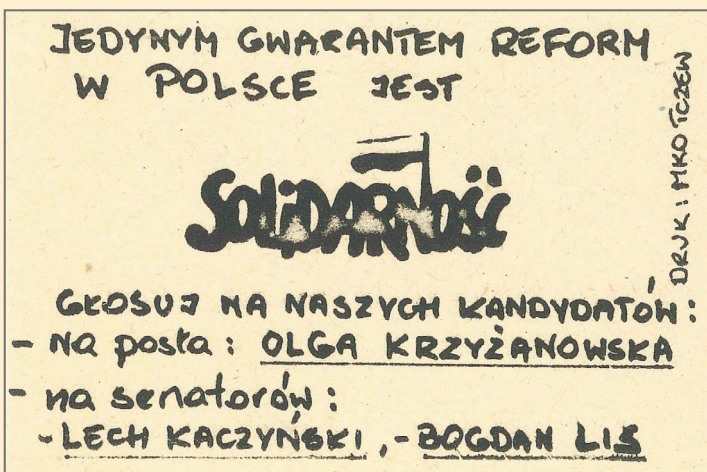 JEDYNYM GWARANTEM REFORM
W POLSCE JEST
SOLIDARNOŚĆ
DRUK: MKO TCZEW
GŁOSUJ NA NASZYCH KANDYDATÓW:
- na posła: OLGA KRZYŻANOWSKA
- na senatorów:
- LECH KACZYŃSKI, - BOGDAN LIS